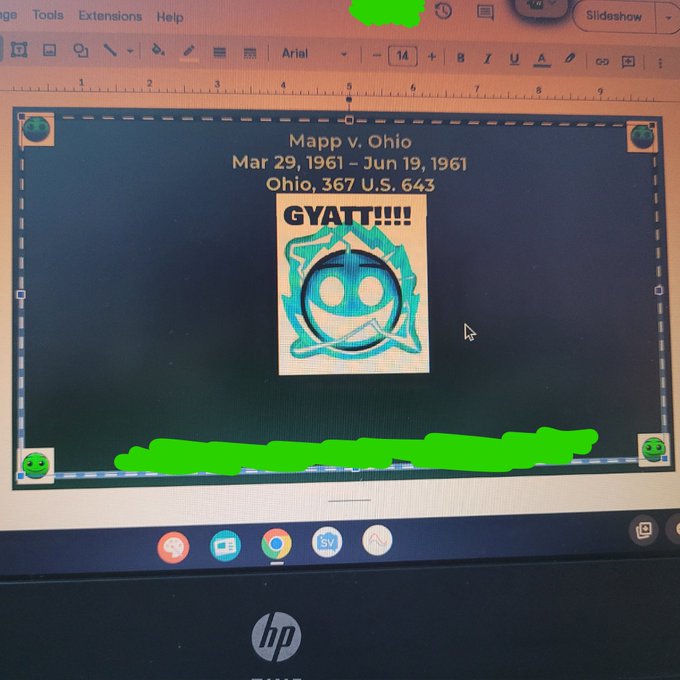 nge Tools Extensions Help
Slideshow
Arial 14 B I U A
1 2 3 4 5 6 7 8 9
Mapp v. Ohio
Mar 29, 1961 – Jun 19, 1961
Ohio, 367 U.S. 643
GYATT!!!!
SV
hp